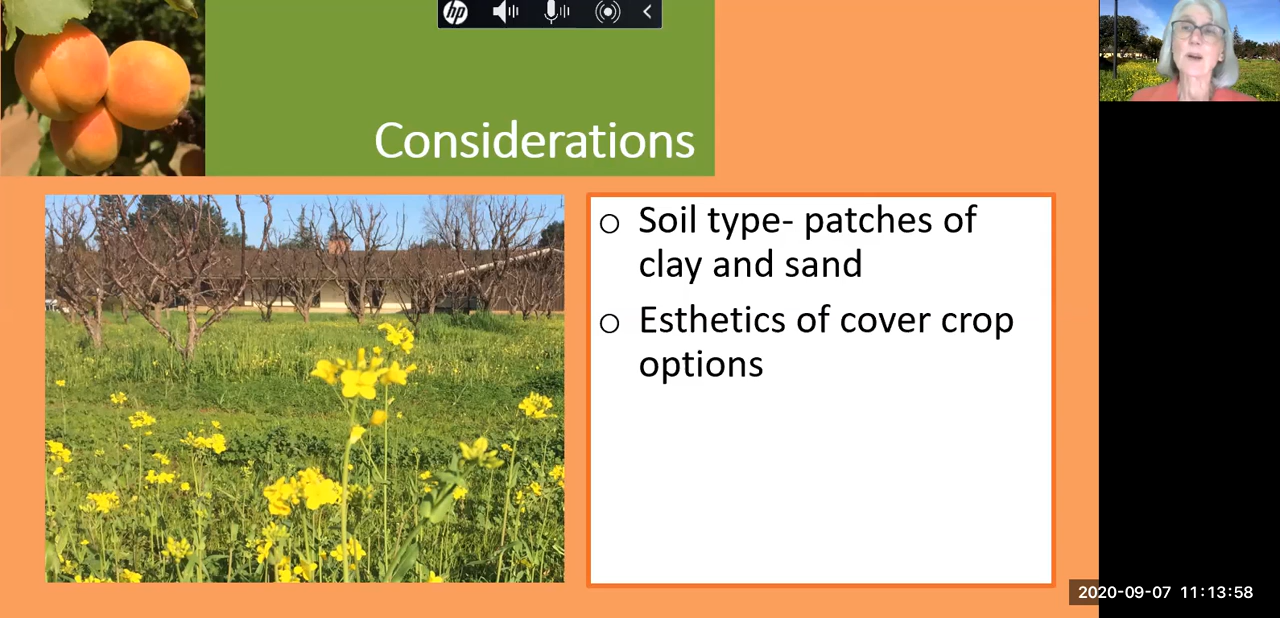 hp
Considerations
○ Soil type- patches of
clay and sand
○ Esthetics of cover crop
options
2020-09-07 11:13:58